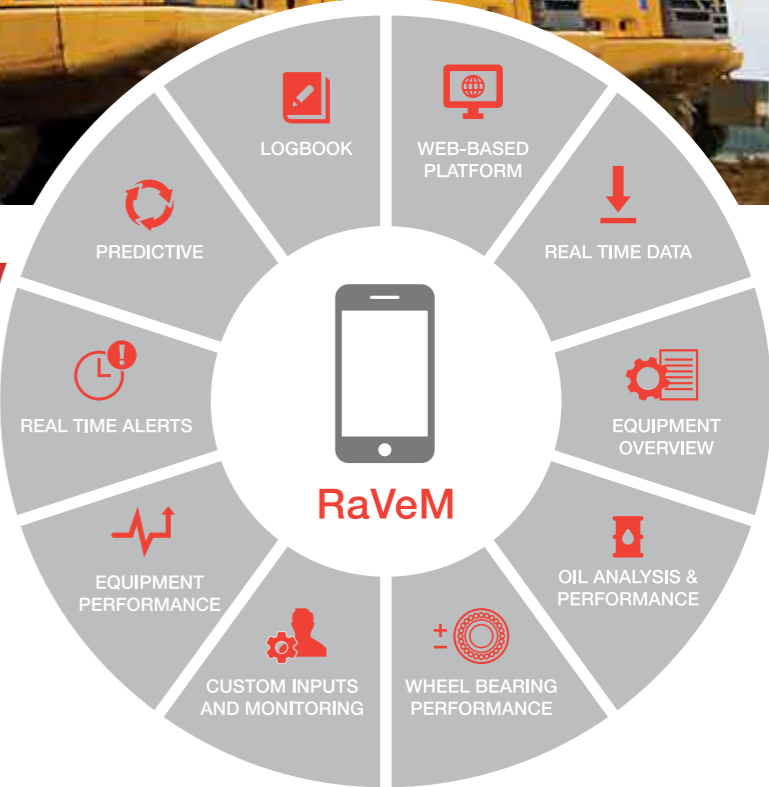 LOGBOOK
WEB-BASED
PLATFORM
REAL TIME DATA
EQUIPMENT
OVERVIEW
OIL ANALYSIS &
PERFORMANCE
WHEEL BEARING
PERFORMANCE
CUSTOM INPUTS
AND MONITORING
EQUIPMENT
PERFORMANCE
REAL TIME ALERTS
PREDICTIVE
RaVeM